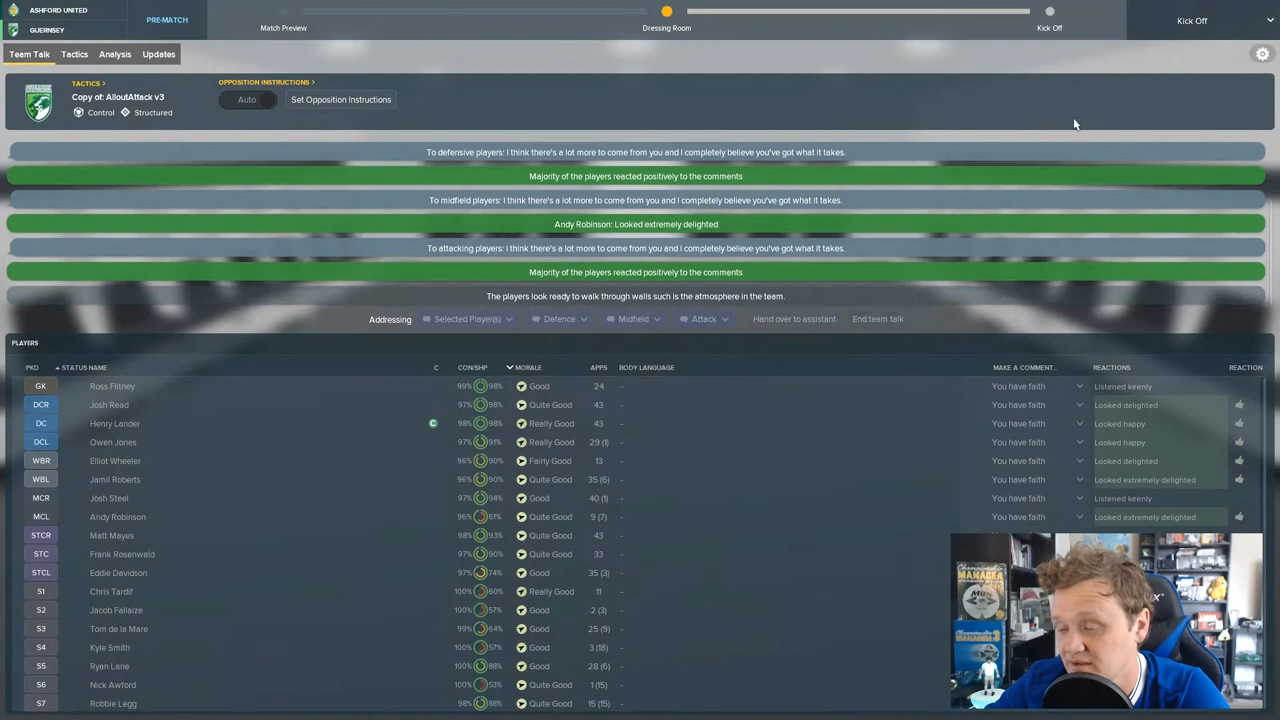 ASHFORD UNITED
GUERNSEY
PRE-MATCH
Match Preview
Dressing Room
Kick Off
Kick Off
Team Talk Tactics Analysis Updates
TACTICS >
Copy of: AlloutAttack v3
Control Structured
OPPOSITION INSTRUCTIONS >
Auto Set Opposition Instructions
To defensive players: I think there's a lot more to come from you and I completely believe you've got what it takes.
Majority of the players reacted positively to the comments
To midfield players: I think there's a lot more to come from you and I completely believe you've got what it takes.
Andy Robinson: Looked extremely delighted
To attacking players: I think there's a lot more to come from you and I completely believe you've got what it takes.
Majority of the players reacted positively to the comments
The players look ready to walk through walls such is the atmosphere in the team.
Addressing Selected Player(s) Defence Midfield Attack Hand over to assistant End team talk
PLAYERS
PKD STATUS NAME C CON/SHP MORALE APPS BODY LANGUAGE MAKE A COMMENT... REACTIONS REACTION
GK Ross Flitney 99% 98% Good 24 - You have faith Listened keenly
DCR Josh Read 97% 98% Quite Good 43 - You have faith Looked delighted
DC Henry Lander C 98% 98% Really Good 43 - You have faith Looked happy
DCL Owen Jones 97% 91% Really Good 29 (1) - You have faith Looked happy
WBR Elliot Wheeler 96% 90% Fairly Good 13 - You have faith Looked delighted
WBL Jamil Roberts 96% 90% Quite Good 35 (6) - You have faith Looked extremely delighted
MCR Josh Steel 97% 94% Good 40 (1) - You have faith Listened keenly
MCL Andy Robinson 96% 61% Quite Good 9 (7) - You have faith Looked extremely delighted
STCR Matt Mayes 98% 93% Quite Good 43 -
STC Frank Rosenwald 97% 90% Quite Good 33 -
STCL Eddie Davidson 97% 74% Good 35 (3) -
S1 Chris Tardif 100% 60% Really Good 11 -
S2 Jacob Fallaize 100% 57% Good 2 (3) -
S3 Tom de la Mare 99% 64% Good 25 (9) -
S4 Kyle Smith 100% 57% Good 3 (18) -
S5 Ryan Lane 100% 88% Good 28 (6) -
S6 Nick Awford 100% 53% Quite Good 1 (15) -
S7 Robbie Legg 98% 88% Quite Good 15 (15) -
Championship
MANAGER